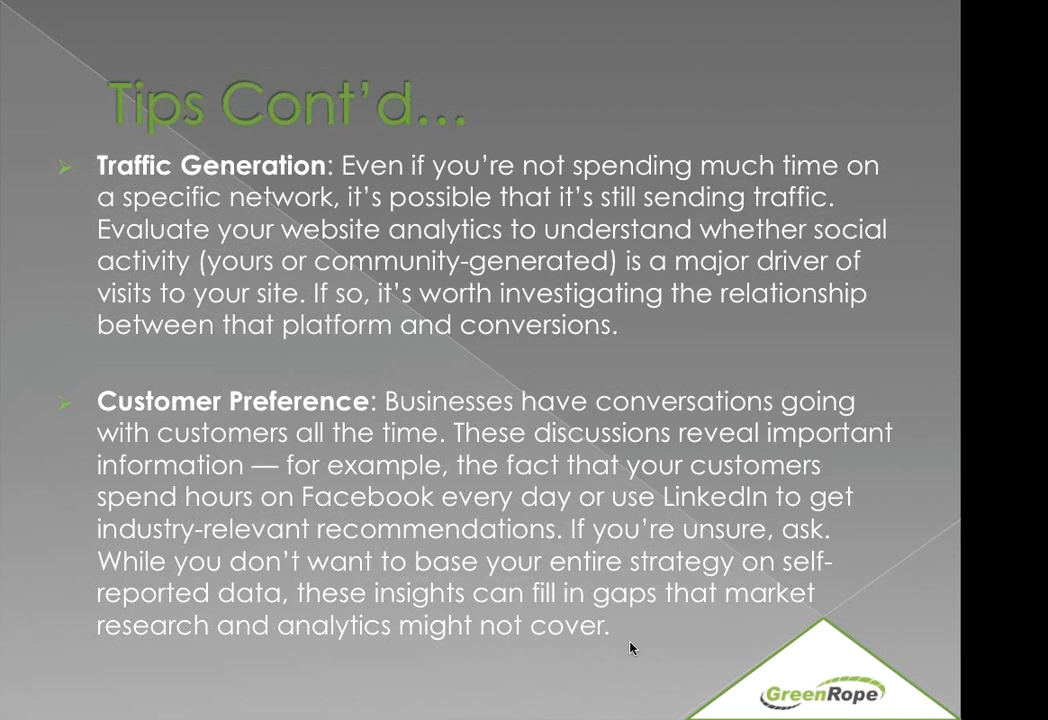 Tips Cont’d…
Traffic Generation: Even if you’re not spending much time on
a specific network, it’s possible that it’s still sending traffic.
Evaluate your website analytics to understand whether social
activity (yours or community-generated) is a major driver of
visits to your site. If so, it’s worth investigating the relationship
between that platform and conversions.
Customer Preference: Businesses have conversations going
with customers all the time. These discussions reveal important
information — for example, the fact that your customers
spend hours on Facebook every day or use LinkedIn to get
industry-relevant recommendations. If you’re unsure, ask.
While you don’t want to base your entire strategy on self-
reported data, these insights can fill in gaps that market
research and analytics might not cover.
GreenRope